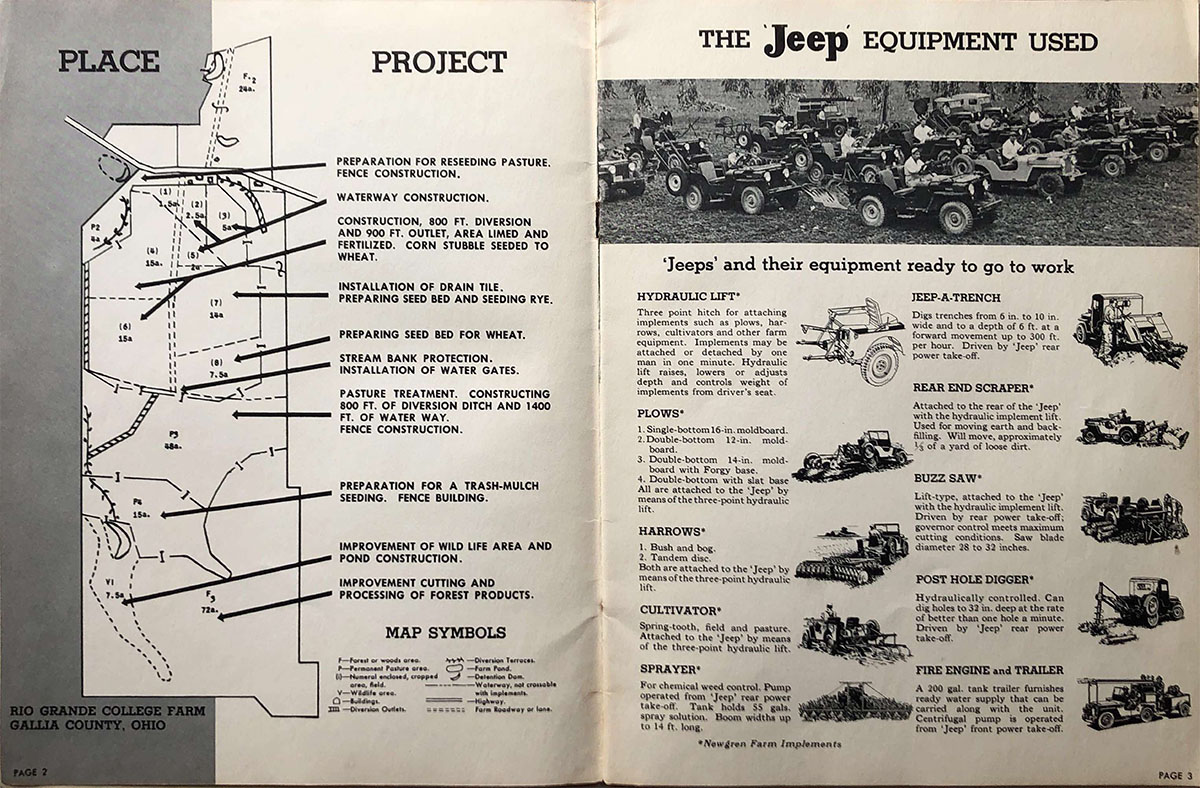 PLACE
PROJECT
F-2
24a.
PREPARATION FOR RESEEDING PASTURE.
FENCE CONSTRUCTION.
WATERWAY CONSTRUCTION.
CONSTRUCTION, 800 FT. DIVERSION
AND 900 FT. OUTLET, AREA LIMED AND
FERTILIZED. CORN STUBBLE SEEDED TO
WHEAT.
INSTALLATION OF DRAIN TILE.
PREPARING SEED BED AND SEEDING RYE.
PREPARING SEED BED FOR WHEAT.
STREAM BANK PROTECTION.
INSTALLATION OF WATER GATES.
PASTURE TREATMENT. CONSTRUCTING
800 FT. OF DIVERSION DITCH AND 1400
FT. OF WATER WAY.
FENCE CONSTRUCTION.
PREPARATION FOR A TRASH-MULCH
SEEDING. FENCE BUILDING.
IMPROVEMENT OF WILD LIFE AREA AND
POND CONSTRUCTION.
IMPROVEMENT CUTTING AND
PROCESSING OF FOREST PRODUCTS.
(1)
1.5a
(2)
2.5a
(3)
5a
P2
4a
(4)
15a.
(5)
2a
(6)
15a
(7)
14a
(8)
7.5a
48a.
P4
15a.
V1
7.5a
F3
72a.
MAP SYMBOLS
F—Forest or woods area.
P—Permanent Pasture area.
Numeral enclosed, cropped
area, field.
V—Wildlife area.
—Buildings.
—Diversion Outlets.
—Diversion Terraces.
—Farm Pond.
—Detention Dam.
—Waterway, not crossable
with implements.
—Highway.
Farm Roadway or lane.
RIO GRANDE COLLEGE FARM
GALLIA COUNTY, OHIO
PAGE 2
THE 'Jeep' EQUIPMENT USED
'Jeeps' and their equipment ready to go to work
HYDRAULIC LIFT*
Three point hitch for attaching
implements such as plows, har-
rows, cultivators and other farm
equipment. Implements may be
attached or detached by one
man in one minute. Hydraulic
lift raises, lowers or adjusts
depth and controls weight of
implements from driver's seat.
PLOWS*
1. Single-bottom 16-in. moldboard.
2. Double-bottom 12-in. mold-
board.
3. Double-bottom 14-in. mold-
board with Forgy base.
4. Double-bottom with slat base
All are attached to the 'Jeep' by
means of the three-point hydraulic
lift.
HARROWS*
1. Bush and bog.
2. Tandem disc.
Both are attached to the 'Jeep' by
means of the three-point hydraulic
lift.
CULTIVATOR*
Spring-tooth, field and pasture.
Attached to the 'Jeep' by means
of the three-point hydraulic lift.
SPRAYER*
For chemical weed control. Pump
operated from 'Jeep' rear power
take-off. Tank holds 55 gals.
spray solution. Boom widths up
to 14 ft. long.
*Newgren Farm Implements
JEEP-A-TRENCH
Digs trenches from 6 in. to 10 in.
wide and to a depth of 6 ft. at a
forward movement up to 300 ft.
per hour. Driven by 'Jeep' rear
power take-off.
REAR END SCRAPER*
Attached to the rear of the 'Jeep'
with the hydraulic implement lift.
Used for moving earth and back-
filling. Will move, approximately
⅓ of a yard of loose dirt.
BUZZ SAW*
Lift-type, attached to the 'Jeep'
with the hydraulic implement lift.
Driven by rear power take-off;
governor control meets maximum
cutting conditions. Saw blade
diameter 28 to 32 inches.
POST HOLE DIGGER*
Hydraulically controlled. Can
dig holes to 32 in. deep at the rate
of better than one hole a minute.
Driven by 'Jeep' rear power
take-off.
FIRE ENGINE and TRAILER
A 200 gal. tank trailer furnishes
ready water supply that can be
carried along with the unit.
Centrifugal pump is operated
from 'Jeep' front power take-off.
PAGE 3